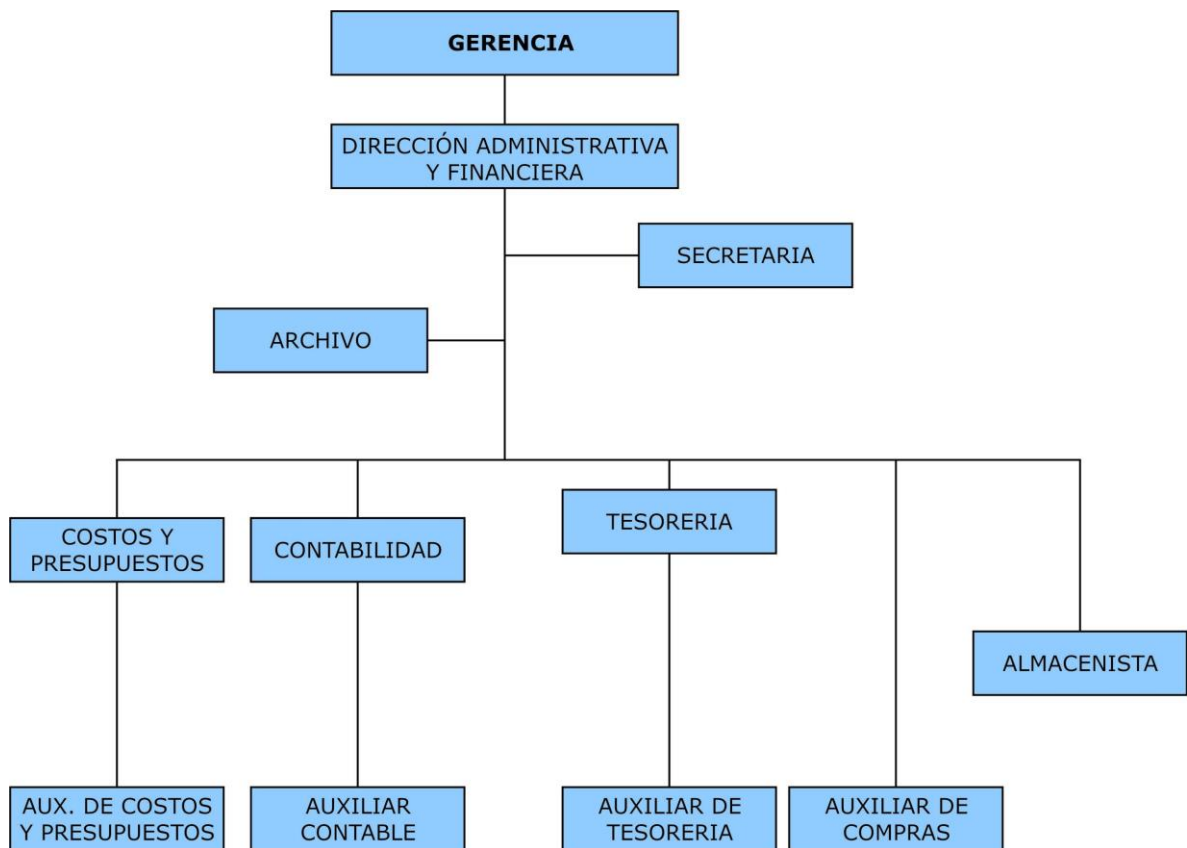 GERENCIA
DIRECCIÓN ADMINISTRATIVA
Y FINANCIERA
SECRETARIA
ARCHIVO
COSTOS Y
PRESUPUESTOS
CONTABILIDAD
TESORERIA
ALMACENISTA
AUX. DE COSTOS
Y PRESUPUESTOS
AUXILIAR
CONTABLE
AUXILIAR DE
TESORERIA
AUXILIAR DE
COMPRAS